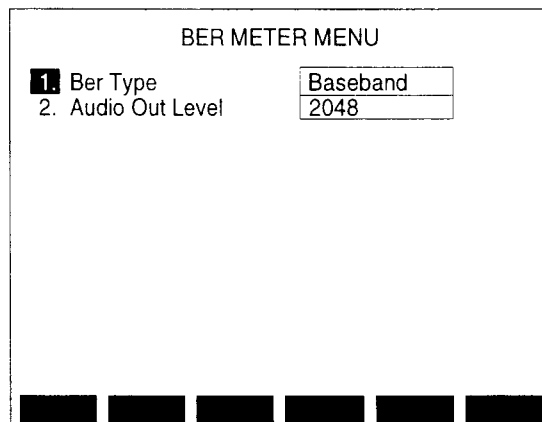 BER METER MENU
1. Ber Type Baseband
2. Audio Out Level 2048